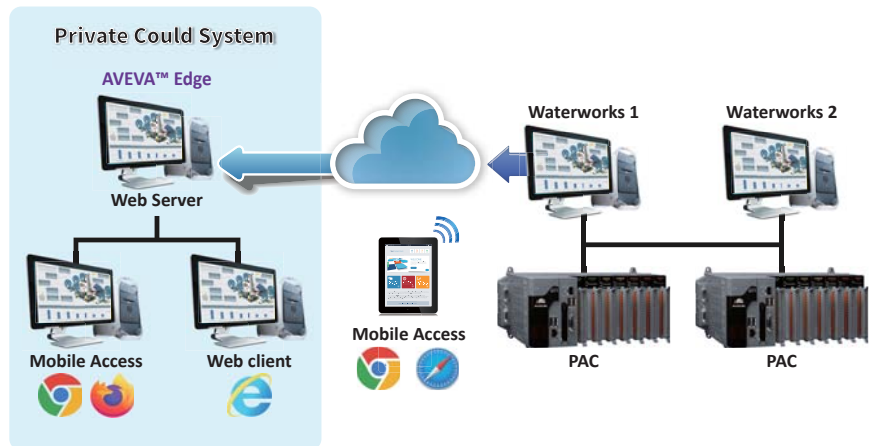 Private Could System
AVEVA™ Edge
Web Server
Mobile Access
Web client
Mobile Access
Waterworks 1
Waterworks 2
PAC
PAC